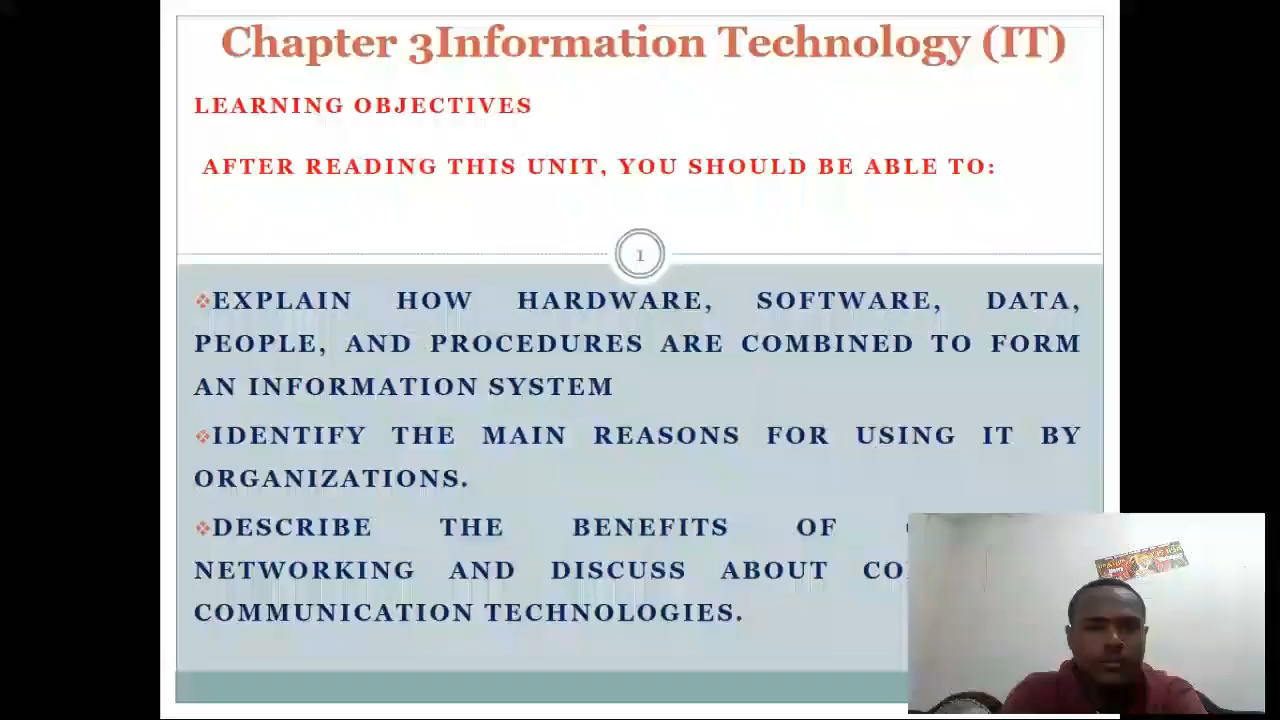 Chapter 3Information Technology (IT)
LEARNING OBJECTIVES
AFTER READING THIS UNIT, YOU SHOULD BE ABLE TO:
1
❖EXPLAIN HOW HARDWARE, SOFTWARE, DATA,
PEOPLE, AND PROCEDURES ARE COMBINED TO FORM
AN INFORMATION SYSTEM
❖IDENTIFY THE MAIN REASONS FOR USING IT BY
ORGANIZATIONS.
❖DESCRIBE THE BENEFITS OF
NETWORKING AND DISCUSS ABOUT
COMMUNICATION TECHNOLOGIES.